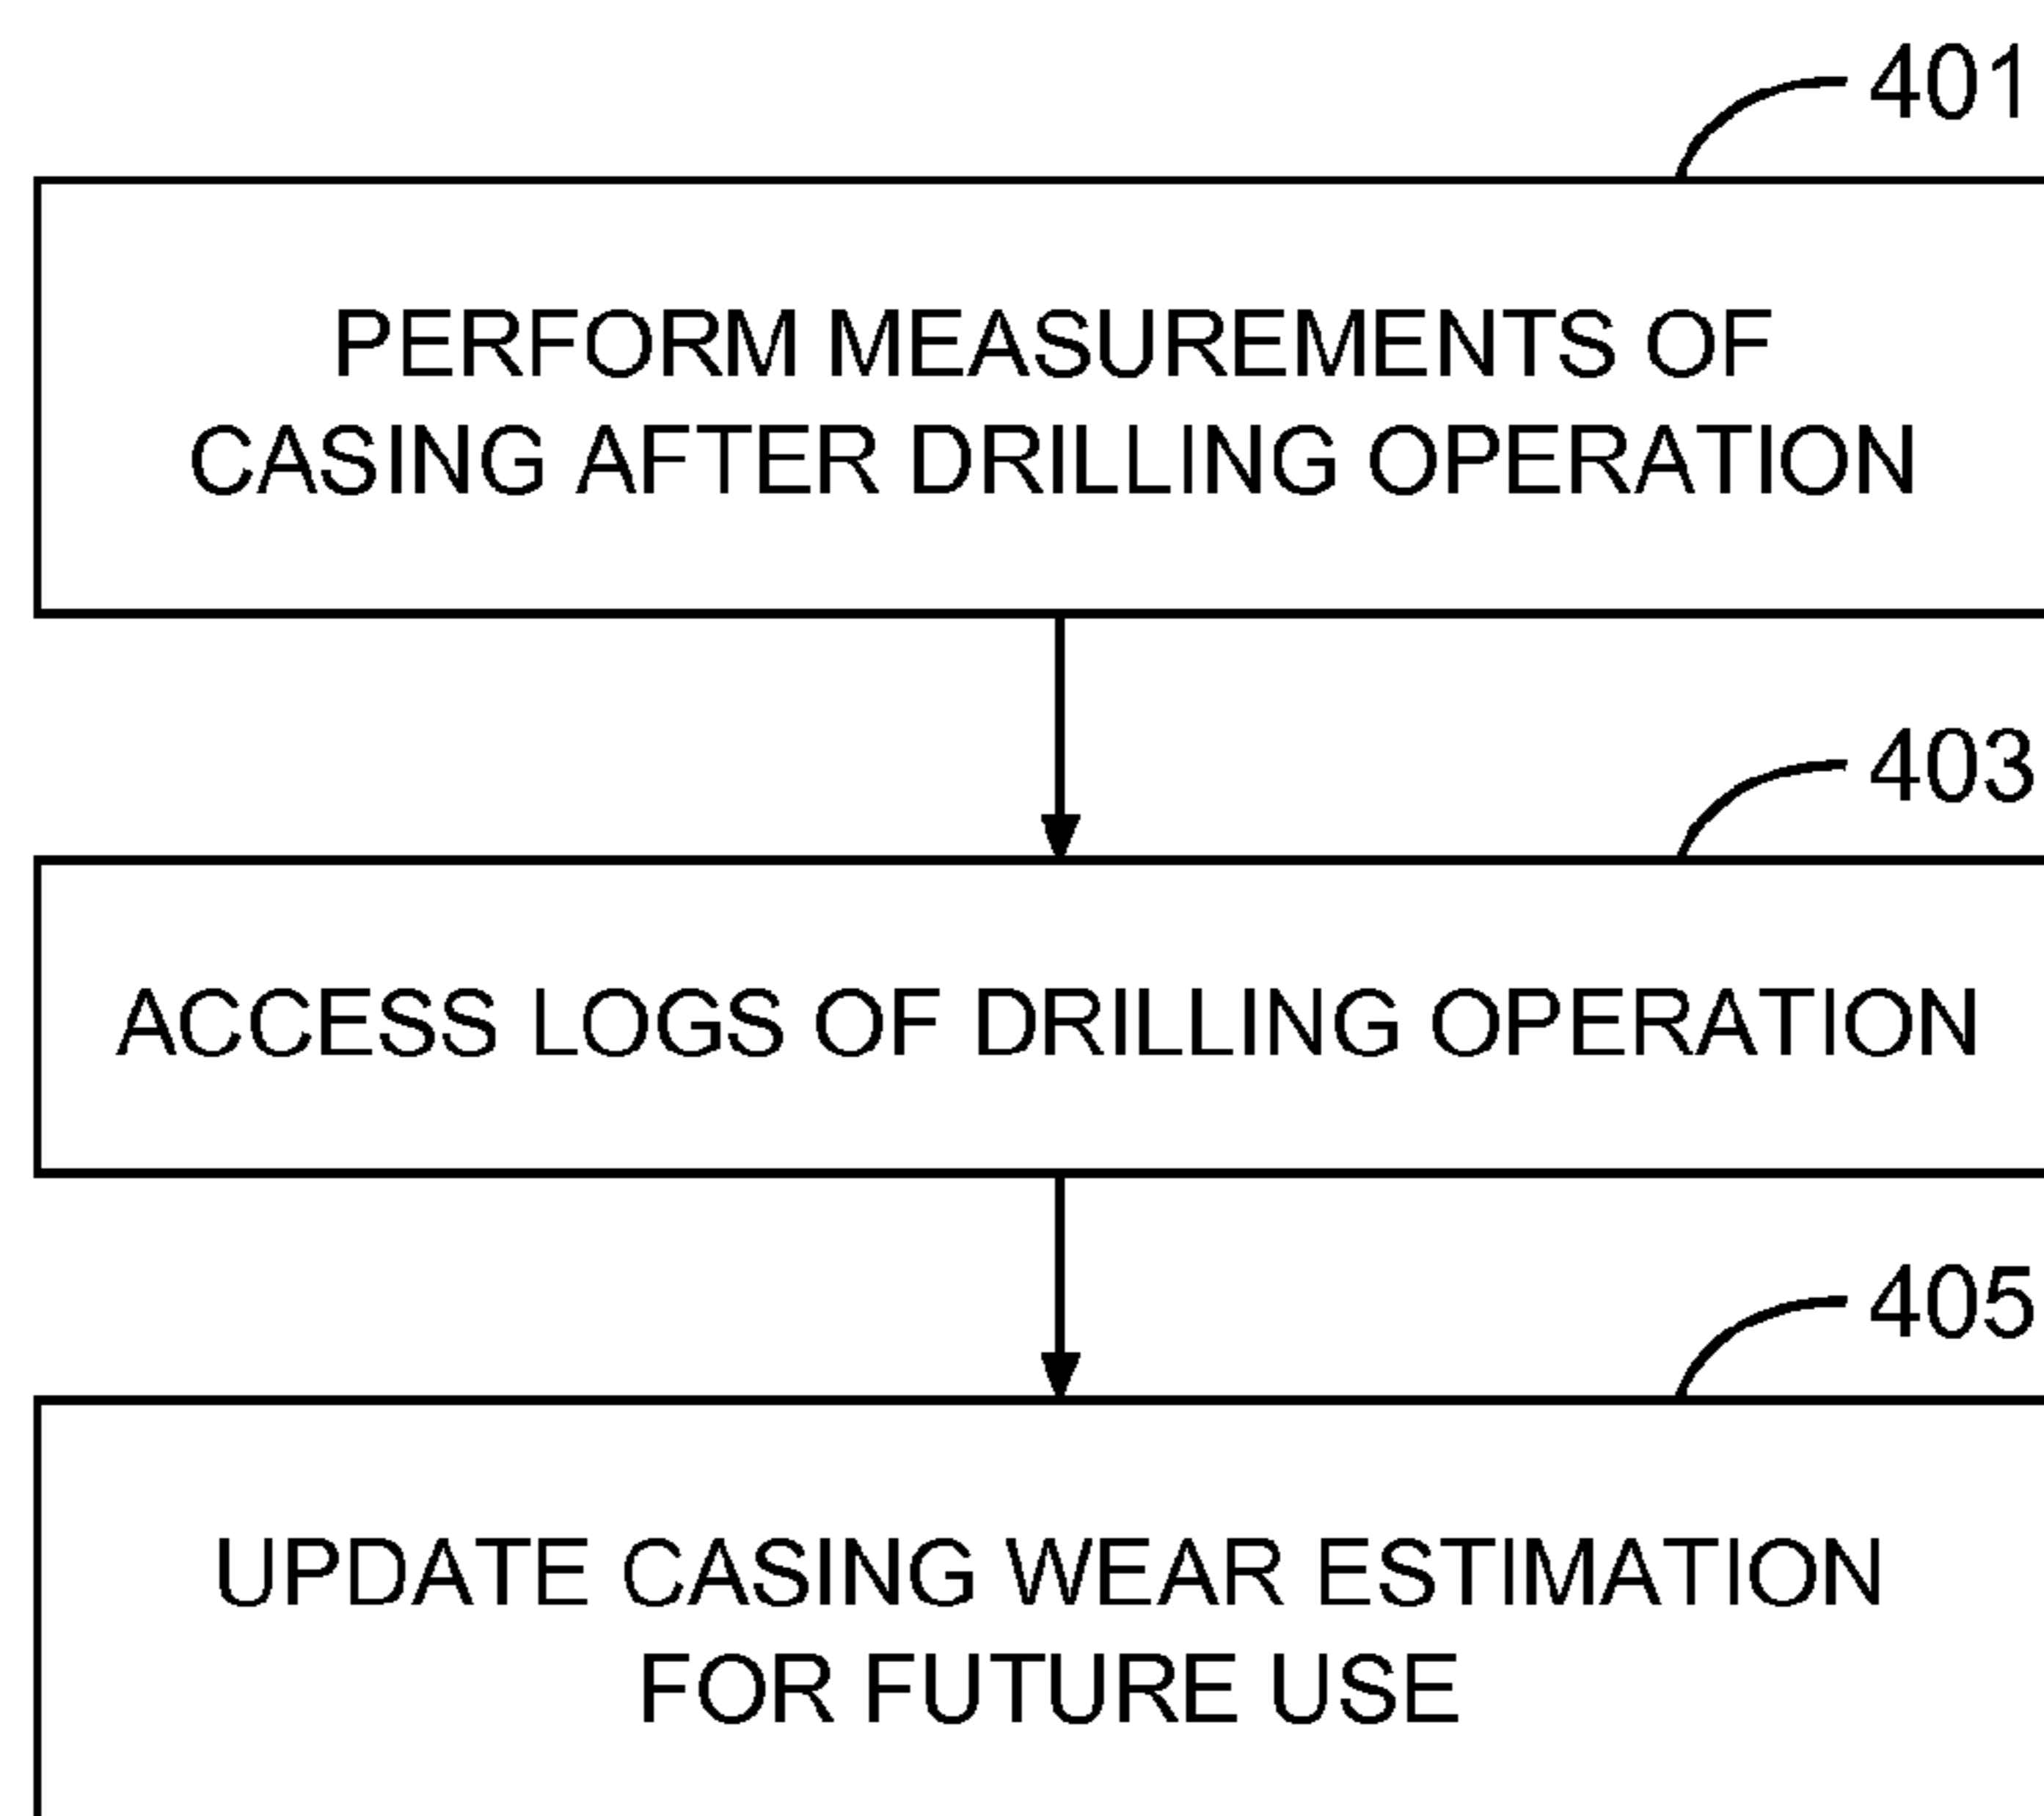 401
PERFORM MEASUREMENTS OF
CASING AFTER DRILLING OPERATION
403
ACCESS LOGS OF DRILLING OPERATION
405
UPDATE CASING WEAR ESTIMATION
FOR FUTURE USE